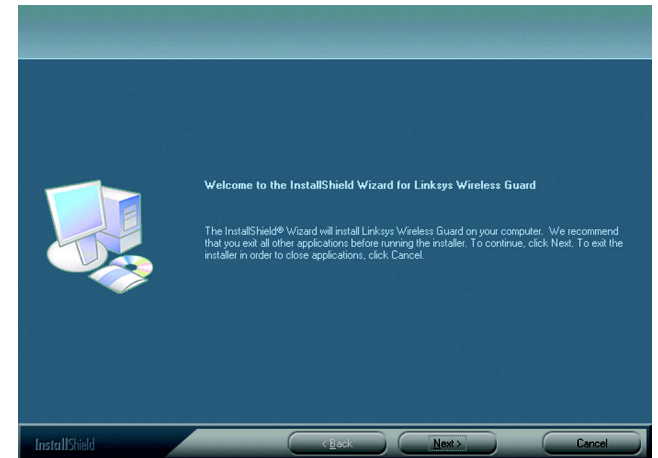 Welcome to the InstallShield Wizard for Linksys Wireless Guard
The InstallShield® Wizard will install Linksys Wireless Guard on your computer. We recommend
that you exit all other applications before running the installer. To continue, click Next. To exit the
installer in order to close applications, click Cancel.
InstallShield
< Back
Next >
Cancel